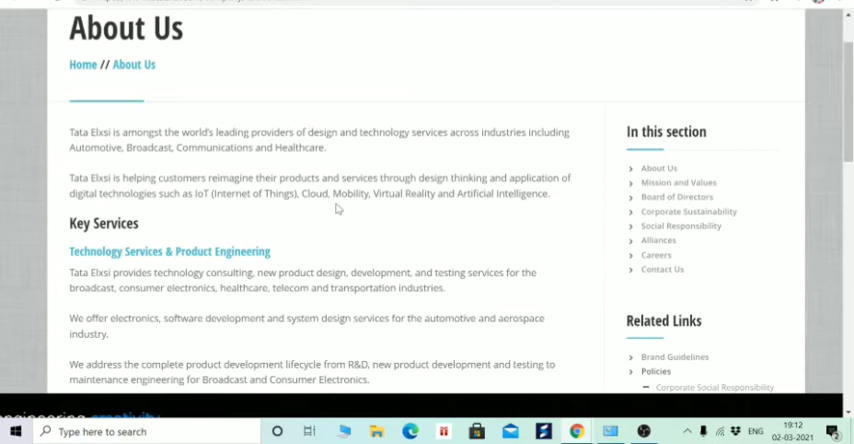 About Us
Home // About Us
Tata Elxsi is amongst the world's leading providers of design and technology services across industries including
Automotive, Broadcast, Communications and Healthcare.
Tata Elxsi is helping customers reimagine their products and services through design thinking and application of
digital technologies such as IoT (Internet of Things), Cloud, Mobility, Virtual Reality and Artificial Intelligence.
Key Services
Technology Services & Product Engineering
Tata Elxsi provides technology consulting, new product design, development, and testing services for the
broadcast, consumer electronics, healthcare, telecom and transportation industries.
We offer electronics, software development and system design services for the automotive and aerospace
industry.
We address the complete product development lifecycle from R&D, new product development and testing to
maintenance engineering for Broadcast and Consumer Electronics.
In this section
About Us
Mission and Values
Board of Directors
Corporate Sustainability
Social Responsibility
Alliances
Careers
Contact Us
Related Links
Brand Guidelines
Policies
Corporate Social Responsibility
engineering creativity
Type here to search
ENG
19:12
02-03-2021
2